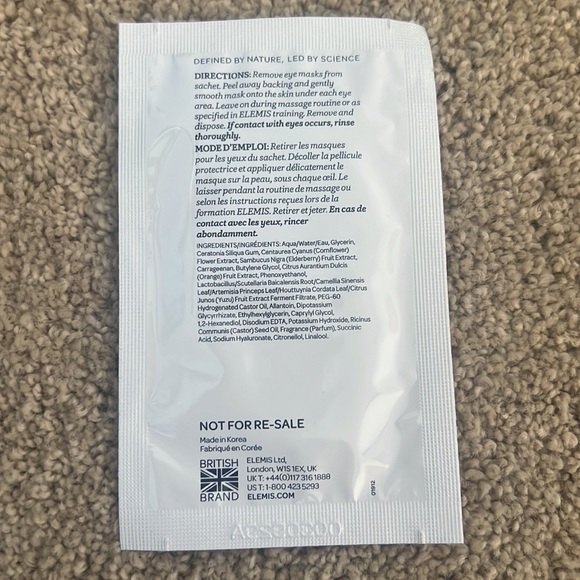 DEFINED BY NATURE, LED BY SCIENCE
DIRECTIONS: Remove eye masks from
sachet. Peel away backing and gently
smooth mask onto the skin under each eye
area. Leave on during massage routine or as
specified in ELEMIS training. Remove and
dispose. If contact with eyes occurs, rinse
thoroughly.
MODE D'EMPLOI: Retirer les masques
pour les yeux du sachet. Décoller la pellicule
protectrice et appliquer délicatement le
masque sur la peau, sous chaque œil. Le
laisser pendant la routine de massage ou
selon les instructions reçues lors de la
formation ELEMIS. Retirer et jeter. En cas de
contact avec les yeux, rincer
abondamment.
INGREDIENTS/INGRÉDIENTS: Aqua/Water/Eau, Glycerin,
Ceratonia Siliqua Gum, Centaurea Cyanus (Cornflower)
Flower Extract, Sambucus Nigra (Elderberry) Fruit Extract,
Carrageenan, Butylene Glycol, Citrus Aurantium Dulcis
(Orange) Fruit Extract, Phenoxyethanol,
Lactobacillus/Scutellaria Baicalensis Root/Camellia Sinensis
Leaf/Artemisia Princeps Leaf/Houttuynia Cordata Leaf/Citrus
Junos (Yuzu) Fruit Extract Ferment Filtrate, PEG-60
Hydrogenated Castor Oil, Allantoin, Dipotassium
Glycyrrhizate, Ethylhexylglycerin, Caprylyl Glycol,
1,2-Hexanediol, Disodium EDTA, Potassium Hydroxide, Ricinus
Communis (Castor) Seed Oil, Fragrance (Parfum), Succinic
Acid, Sodium Hyaluronate, Citronellol, Linalool.
NOT FOR RE-SALE
Made in Korea
Fabriqué en Corée
BRITISH
BRAND
ELEMIS Ltd,
London, W1S 1EX, UK
UK T: +44(0)117 316 1888
US T: 1-800 423 5293
ELEMIS.COM
01912